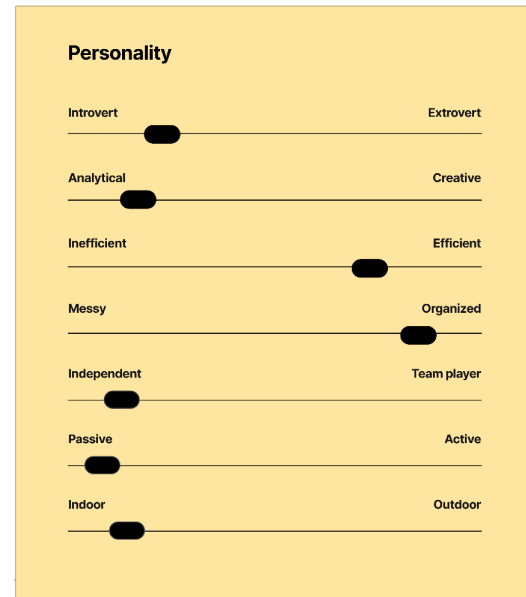 Personality
Introvert Extrovert
Analytical Creative
Inefficient Efficient
Messy Organized
Independent Team player
Passive Active
Indoor Outdoor